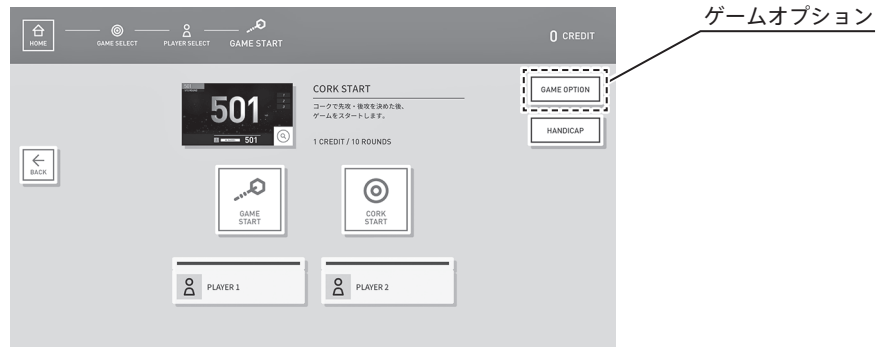 ゲームオプション
HOME
GAME SELECT
PLAYER SELECT
GAME START
0 CREDIT
501
501
CORK START
コークで先攻・後攻を決めた後、
ゲームをスタートします。
1 CREDIT / 10 ROUNDS
GAME OPTION
HANDICAP
BACK
GAME
START
CORK
START
PLAYER 1
PLAYER 2